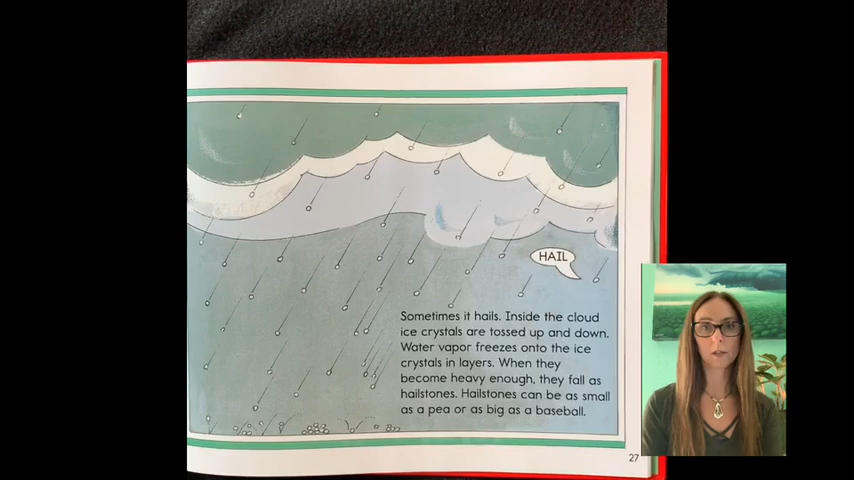 HAIL
Sometimes it hails. Inside the cloud
ice crystals are tossed up and down.
Water vapor freezes onto the ice
crystals in layers. When they
become heavy enough, they fall as
hailstones. Hailstones can be as small
as a pea or as big as a baseball.
27